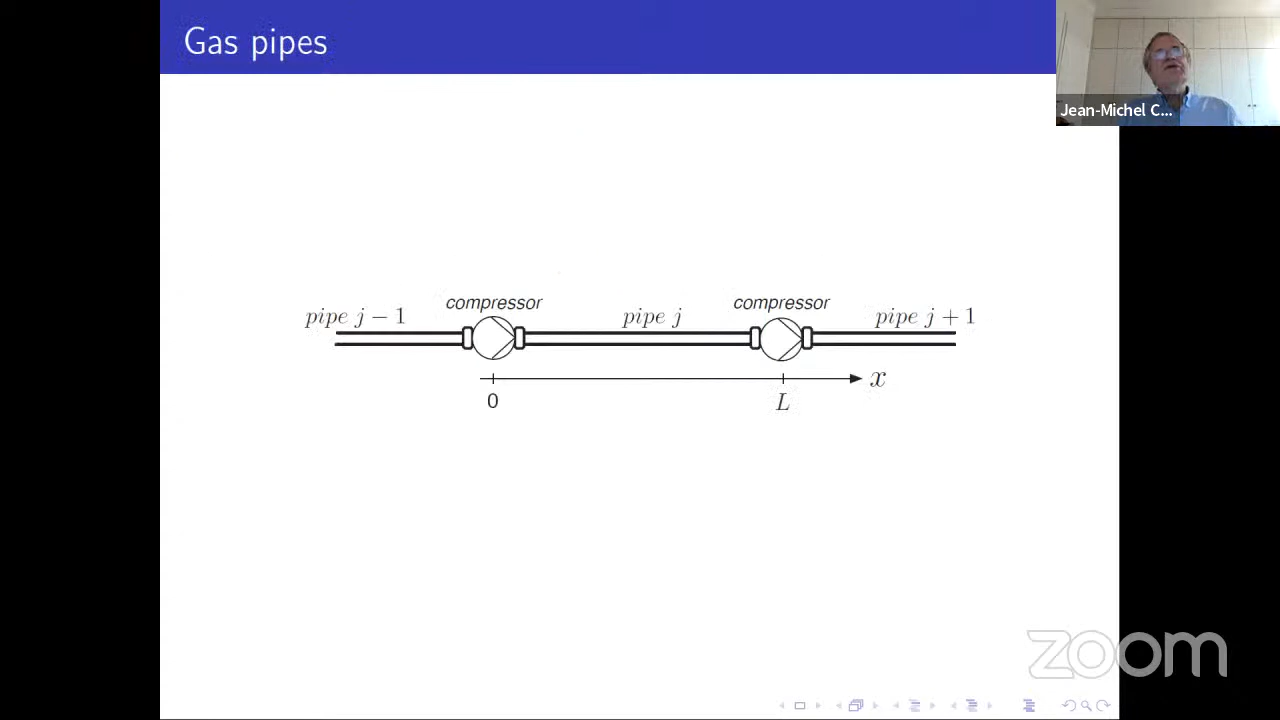 Gas pipes
Jean-Michel C...
compressor
compressor
pipe j − 1
pipe j
pipe j + 1
x
0
L
zoom